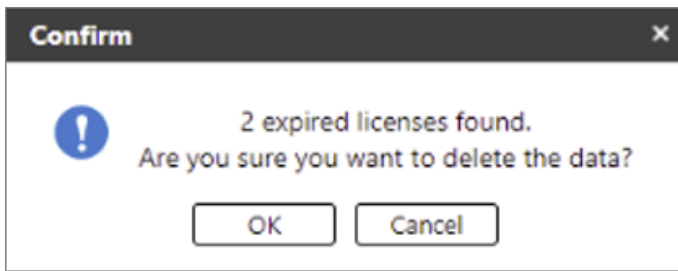 Confirm
2 expired licenses found.
Are you sure you want to delete the data?
OK Cancel